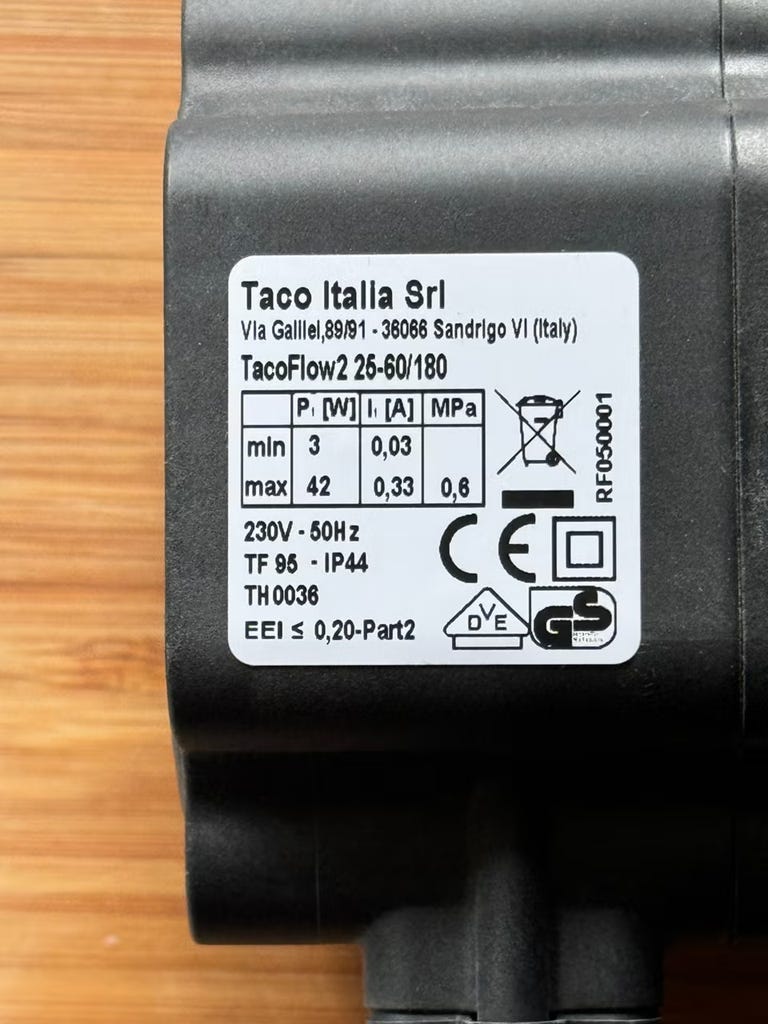 Taco Italia Srl
Via Galilei,89/91 - 36066 Sandrigo VI (Italy)
TacoFlow2 25-60/180
P₁ [W] I₁ [A] MPa
min 3 0,03
max 42 0,33 0,6
RF050001
230V - 50Hz
TF 95 - IP44
TH0036
EEI ≤ 0,20-Part2
CE
DVE
GS